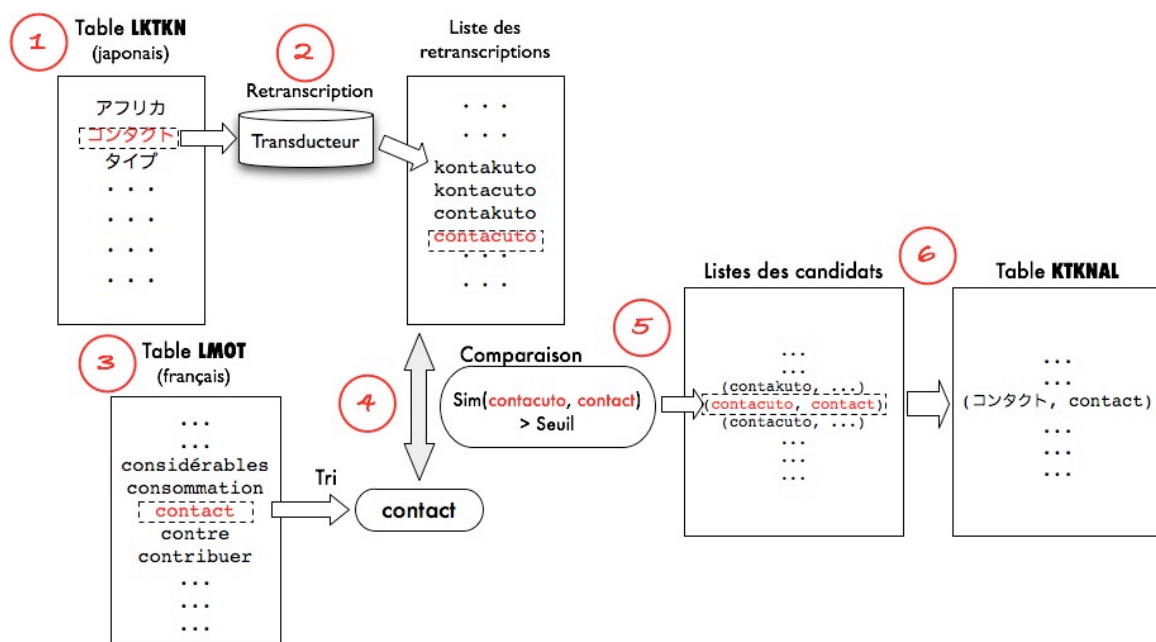 1
Table LKTKN
(japonais)
アフリカ
コンタクト
タイプ
. . .
. . .
. . .
. . .
2
Retranscription
Transducteur
Liste des
retranscriptions
. . .
. . .
kontakuto
kontacuto
contakuto
contacuto
. . .
. . .
3
Table LMOT
(français)
...
...
considérables
consommation
contact
contre
contribuer
...
...
...
Tri
contact
4
Comparaison
Sim(contacuto, contact)
> Seuil
5
Listes des candidats
...
...
(contakuto, ...)
(contacuto, contact)
(contacuto, ...)
...
...
...
6
Table KTKNAL
...
...
(コンタクト, contact)
...
...
...